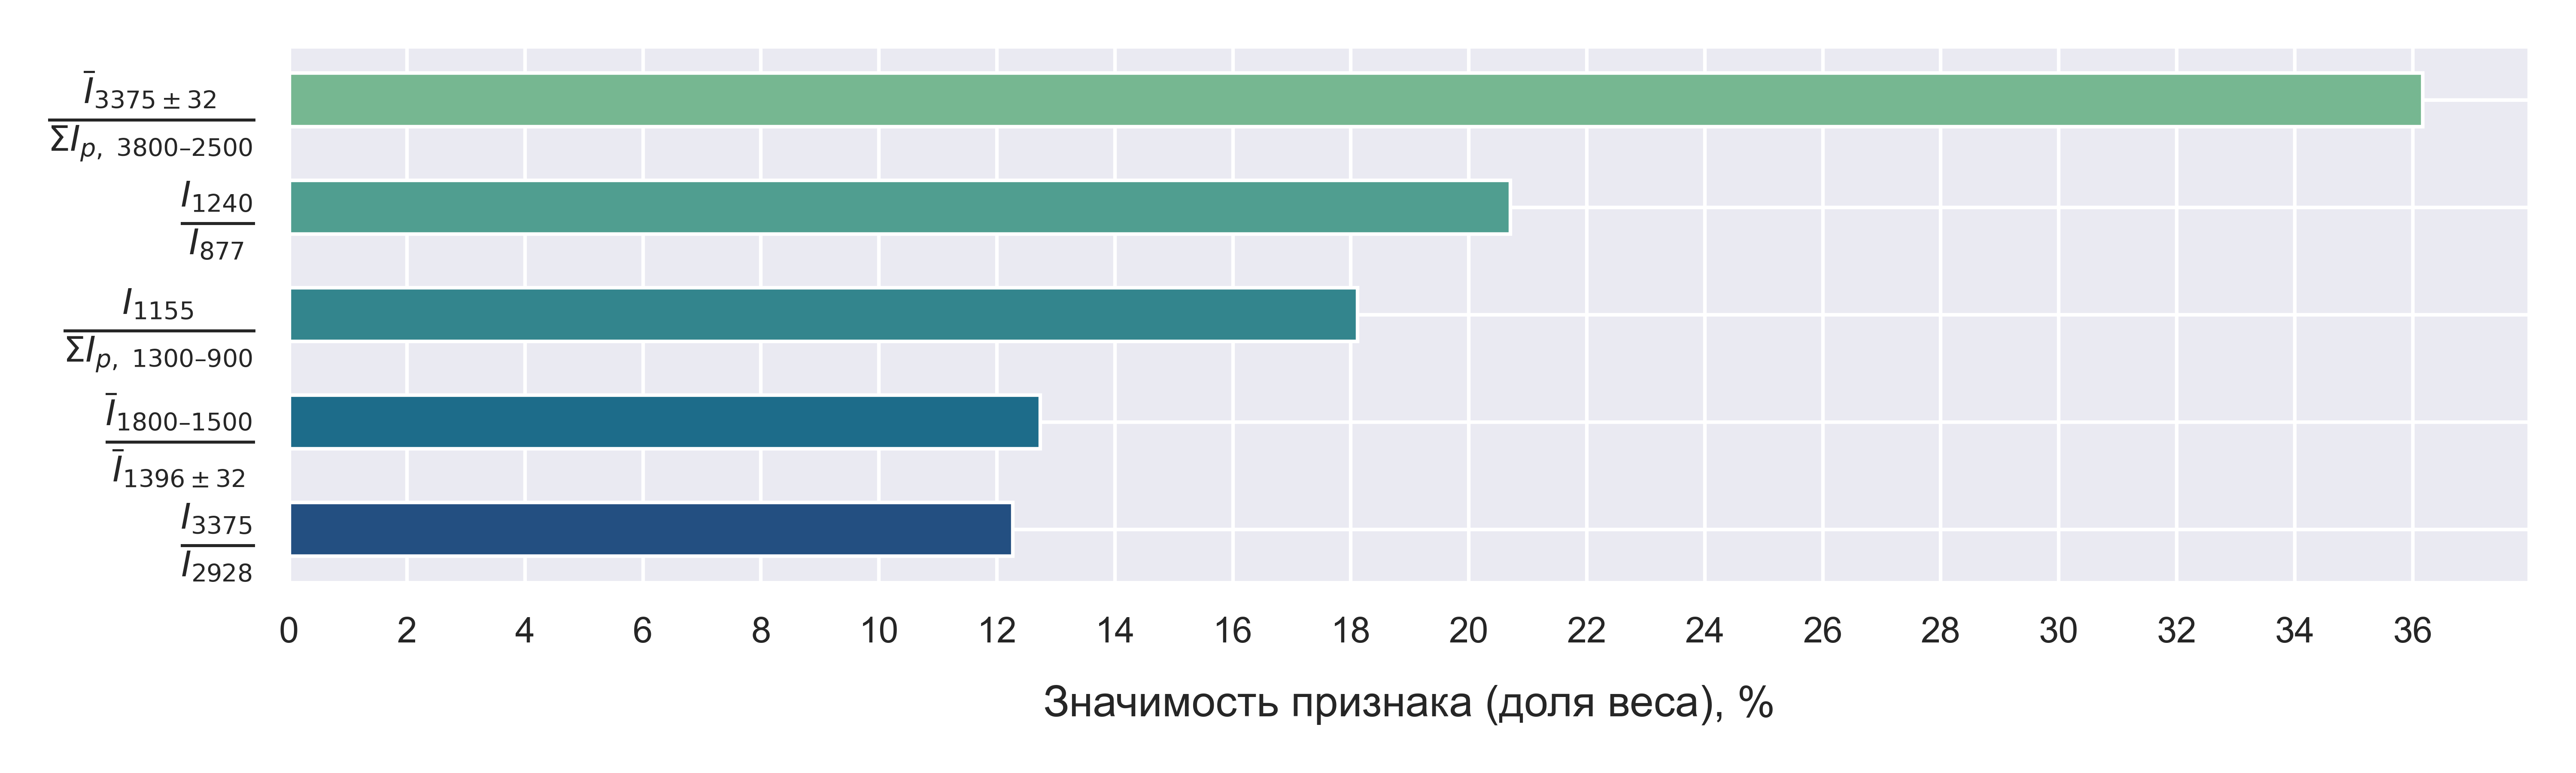 Ī3375 ± 32
ΣIp, 3800–2500
I1240
I877
I1155
ΣIp, 1300–900
Ī1800–1500
Ī1396 ± 32
I3375
I2928
0 2 4 6 8 10 12 14 16 18 20 22 24 26 28 30 32 34 36
Значимость признака (доля веса), %